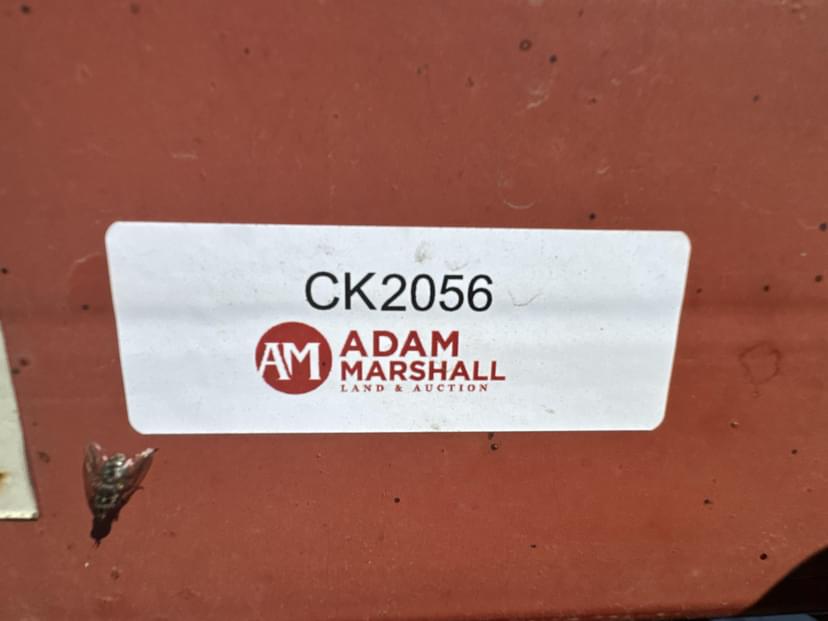 CK2056
AM
ADAM
MARSHALL
LAND & AUCTION